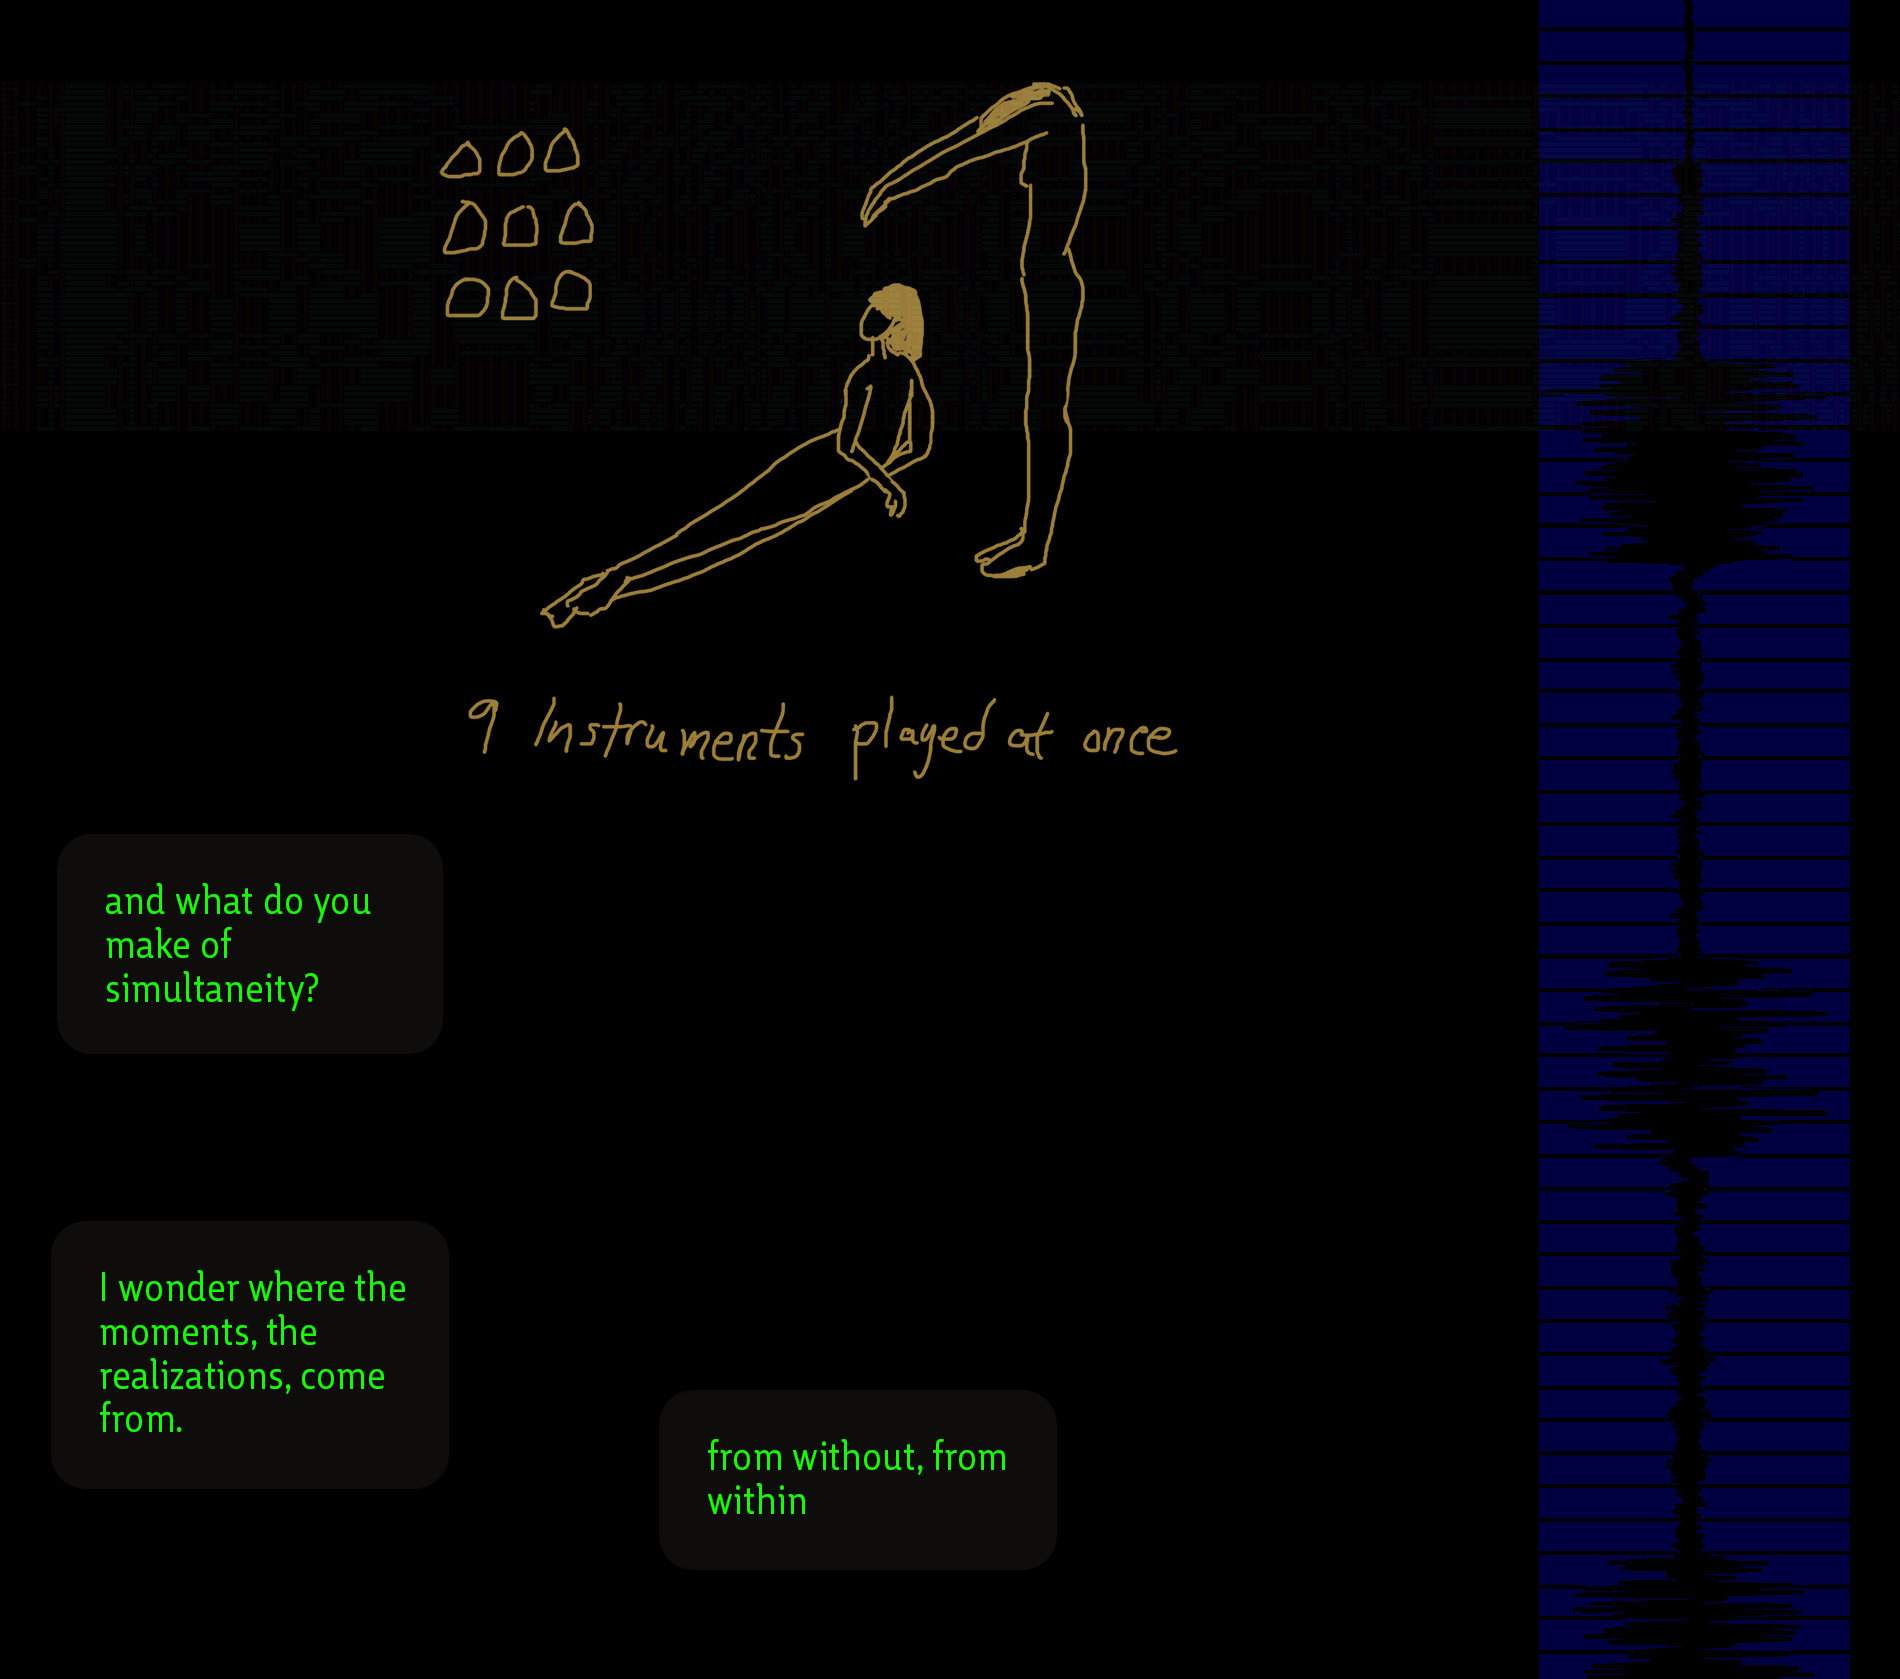 9 Instruments played at once
and what do you
make of
simultaneity?
I wonder where the
moments, the
realizations, come
from.
from without, from
within